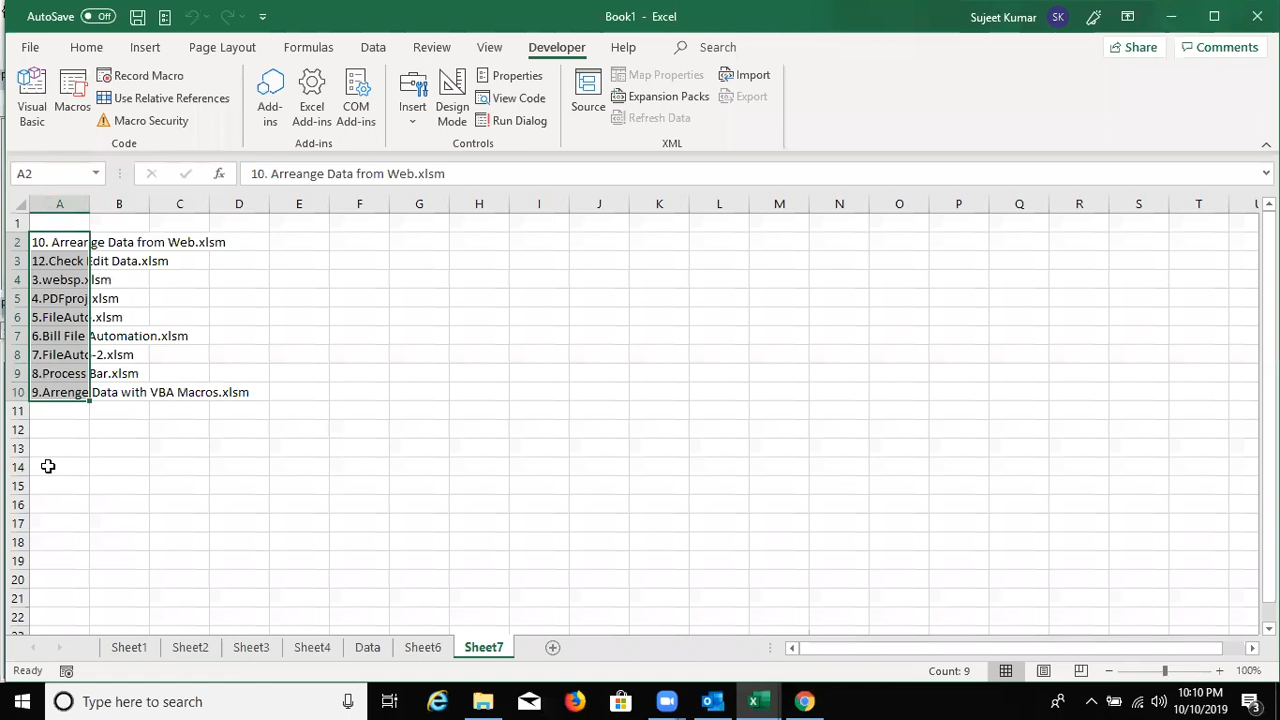 AutoSave Off Book1 - Excel Sujeet Kumar SK
File Home Insert Page Layout Formulas Data Review View Developer Help Search Share Comments
Visual Basic
Macros
Record Macro
Use Relative References
Macro Security
Code
Add-ins
Excel Add-ins
COM Add-ins
Add-ins
Insert
Design Mode
Properties
View Code
Run Dialog
Controls
Source
Map Properties
Expansion Packs
Refresh Data
Import
Export
XML
A2 fx 10. Arreange Data from Web.xlsm
A B C D E F G H I J K L M N O P Q R S T U
1
2 10. Arreange Data from Web.xlsm
3 12.Check Edit Data.xlsm
4 3.websp.xlsm
5 4.PDFproj.xlsm
6 5.FileAuto.xlsm
7 6.Bill File Automation.xlsm
8 7.FileAuto-2.xlsm
9 8.Process Bar.xlsm
10 9.Arrenge Data with VBA Macros.xlsm
11
12
13
14
15
16
17
18
19
20
21
22
23
Sheet1 Sheet2 Sheet3 Sheet4 Data Sheet6 Sheet7
Ready Count: 9 100%
Type here to search 10:10 PM
10/10/2019 3